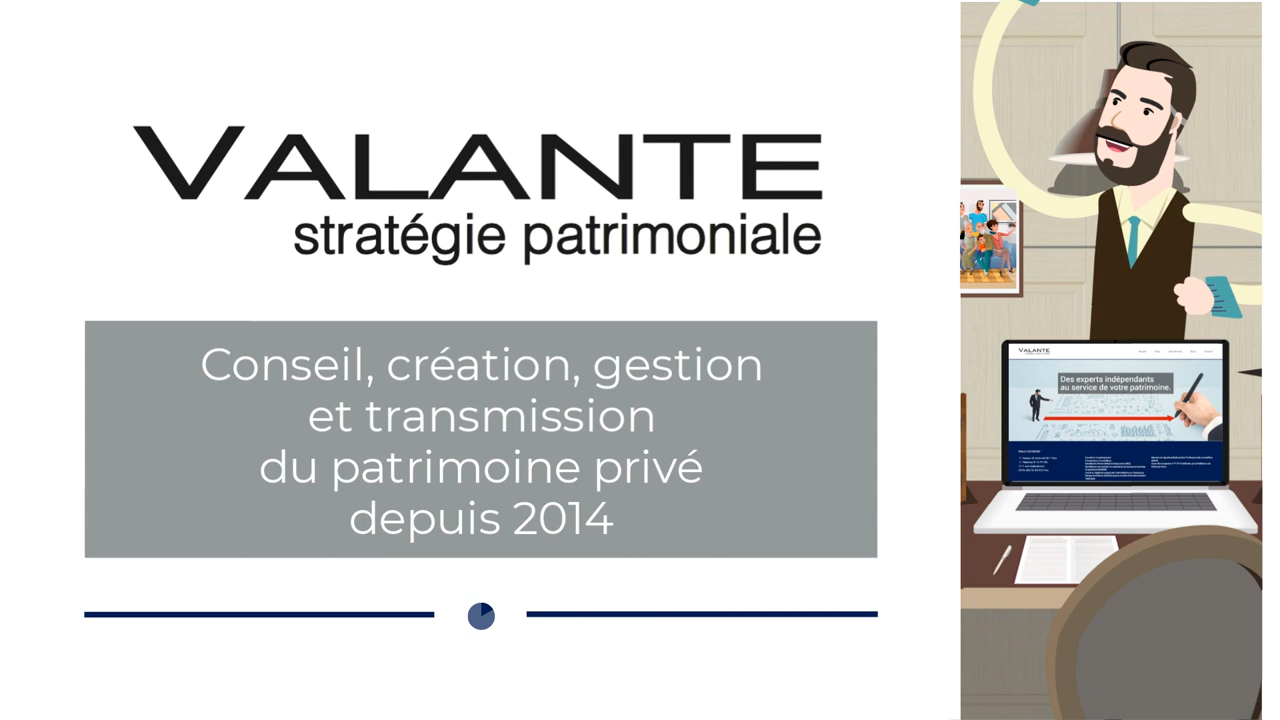 VALANTE
stratégie patrimoniale
Conseil, création, gestion
et transmission
du patrimoine privé
depuis 2014
VALANTE
Des experts indépendants
au service de votre patrimoine.